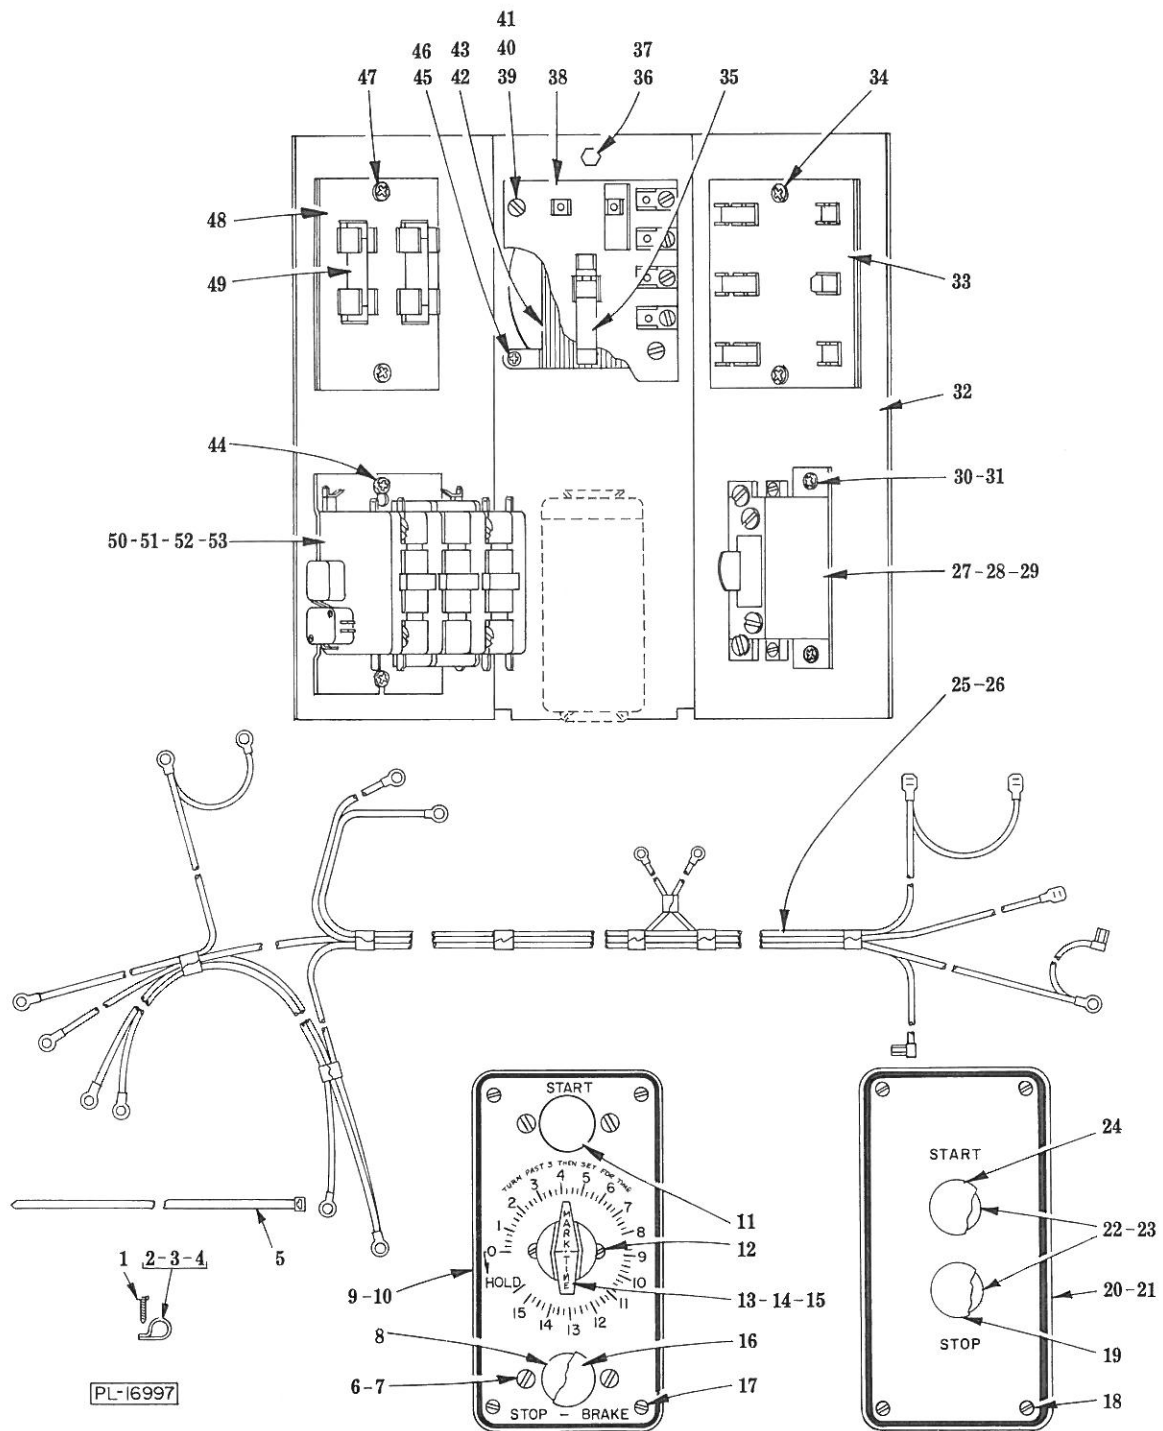 41
46 43 40 37
47 45 42 39 38 36 35 34
48
49
33
32
44
30-31
50-51-52-53
27-28-29
25-26
START
24
START
TURN PAST 3 THEN SET FOR TIME
0 1 2 3 4 5 6 7 8 9 10 11 12 13 14 15
HOLD
MARK TIME
11
12
1 2-3-4 5
9-10
13-14-15
22-23
20-21
8
16
STOP
19
6-7
17
18
STOP - BRAKE
PL-16997